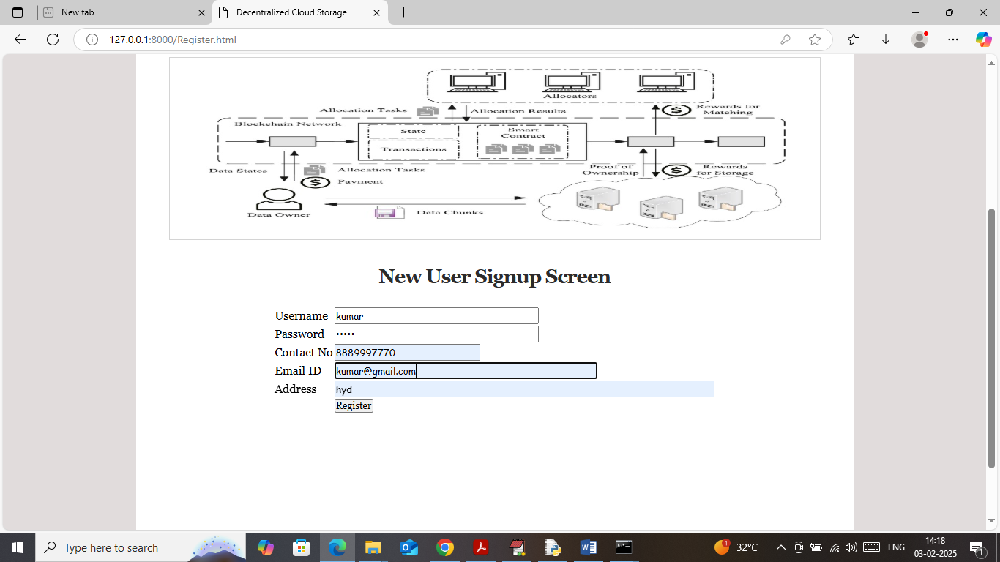 New tab
Decentralized Cloud Storage
127.0.0.1:8000/Register.html
Allocators
Allocation Tasks
Allocation Results
$
Rewards for
Matching
Blockchain Network
State
Transactions
Smart
Contract
Data States
Allocation Tasks
$
Payment
Proof of
Ownership
$
Rewards
for Storage
Data Owner
Data Chunks
New User Signup Screen
Username kumar
Password •••••
Contact No 8889997770
Email ID kumar@gmail.com
Address hyd
Register
Type here to search
1
32°C
ENG
14:18
03-02-2025
1